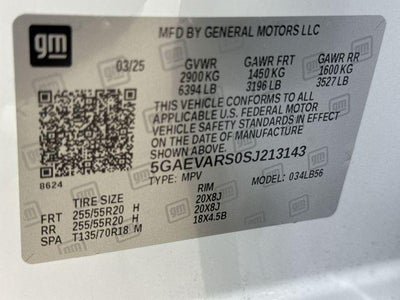 gm
MFD BY GENERAL MOTORS LLC
03/25 GVWR GAWR FRT GAWR RR
2900 KG 1450 KG 1600 KG
6394 LB 3196 LB 3527 LB
THIS VEHICLE CONFORMS TO ALL
APPLICABLE U.S. FEDERAL MOTOR
VEHICLE SAFETY AND THEFT
PREVENTION STANDARDS IN EFFECT
ON THE DATE OF MANUFACTURE
SHOWN ABOVE.
5GAEVARS0SJ213143
8624 TYPE: MPV MODEL: 034LB56
TIRE SIZE RIM
FRT 255/55R20 H 20X8J
RR 255/55R20 H 20X8J
SPA T135/70R18 M 18X4.5B